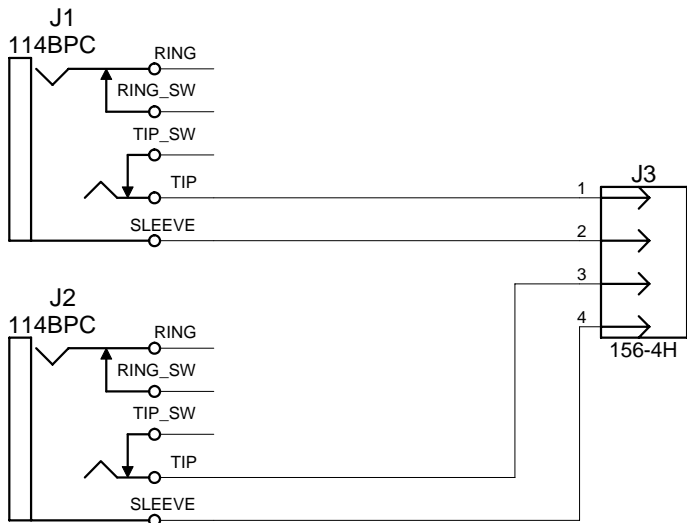 J1
114BPC
RING
RING_SW
TIP_SW
TIP
SLEEVE
J3
1
2
3
4
156-4H
J2
114BPC
RING
RING_SW
TIP_SW
TIP
SLEEVE